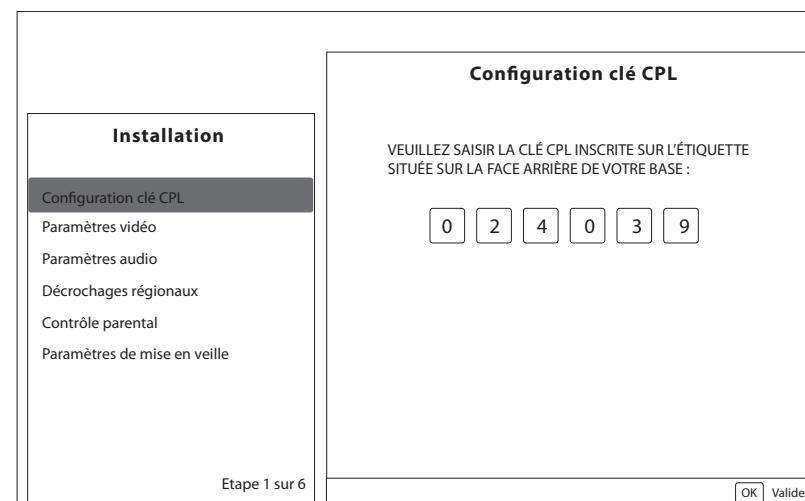 Configuration clé CPL
Installation
VEUILLEZ SAISIR LA CLÉ CPL INSCRITE SUR L'ÉTIQUETTE
SITUÉE SUR LA FACE ARRIÈRE DE VOTRE BASE :
0 2 4 0 3 9
Configuration clé CPL
Paramètres vidéo
Paramètres audio
Décrochages régionaux
Contrôle parental
Paramètres de mise en veille
Etape 1 sur 6
OK Valide